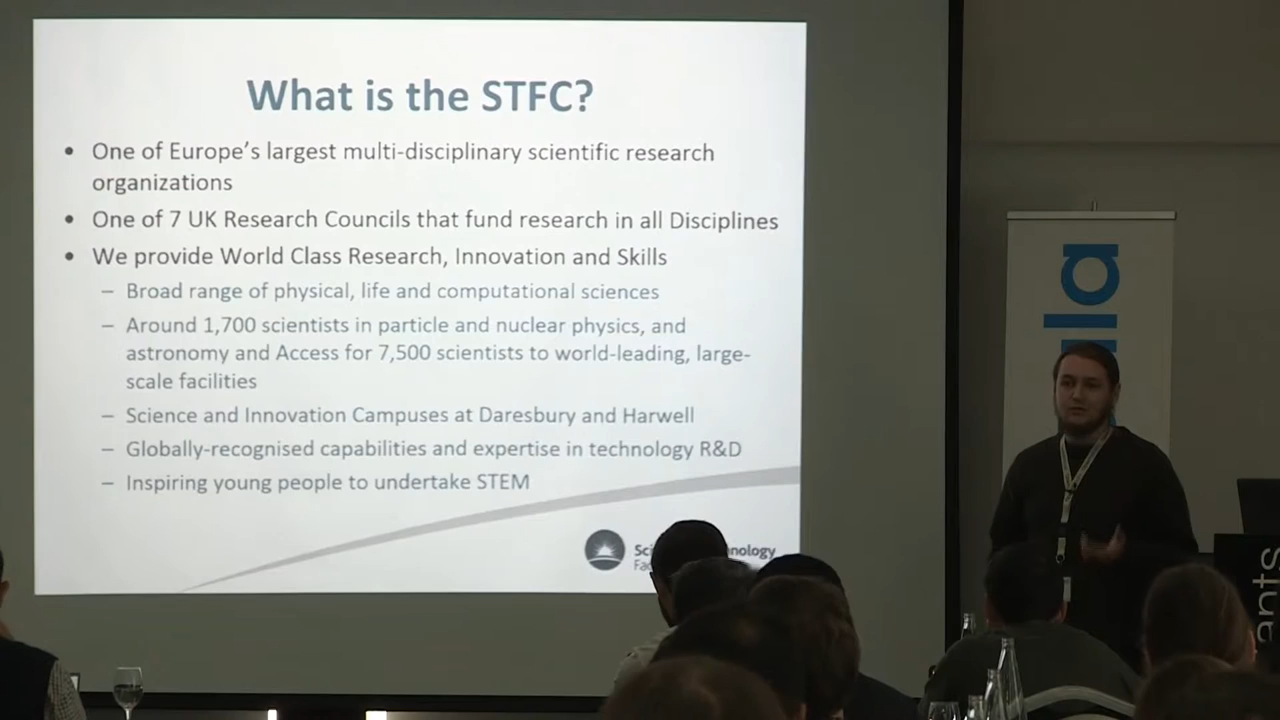 What is the STFC?
• One of Europe's largest multi-disciplinary scientific research
organizations
• One of 7 UK Research Councils that fund research in all Disciplines
• We provide World Class Research, Innovation and Skills
– Broad range of physical, life and computational sciences
– Around 1,700 scientists in particle and nuclear physics, and
astronomy and Access for 7,500 scientists to world-leading, large-
scale facilities
– Science and Innovation Campuses at Daresbury and Harwell
– Globally-recognised capabilities and expertise in technology R&D
– Inspiring young people to undertake STEM